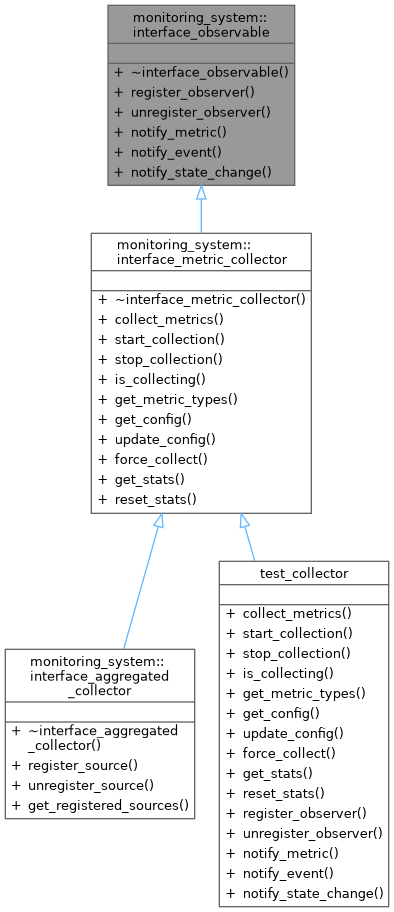 monitoring_system::
interface_observable
+ ~interface_observable()
+ register_observer()
+ unregister_observer()
+ notify_metric()
+ notify_event()
+ notify_state_change()
monitoring_system::
interface_metric_collector
+ ~interface_metric_collector()
+ collect_metrics()
+ start_collection()
+ stop_collection()
+ is_collecting()
+ get_metric_types()
+ get_config()
+ update_config()
+ force_collect()
+ get_stats()
+ reset_stats()
monitoring_system::
interface_aggregated
_collector
+ ~interface_aggregated
_collector()
+ register_source()
+ unregister_source()
+ get_registered_sources()
test_collector
+ collect_metrics()
+ start_collection()
+ stop_collection()
+ is_collecting()
+ get_metric_types()
+ get_config()
+ update_config()
+ force_collect()
+ get_stats()
+ reset_stats()
+ register_observer()
+ unregister_observer()
+ notify_metric()
+ notify_event()
+ notify_state_change()